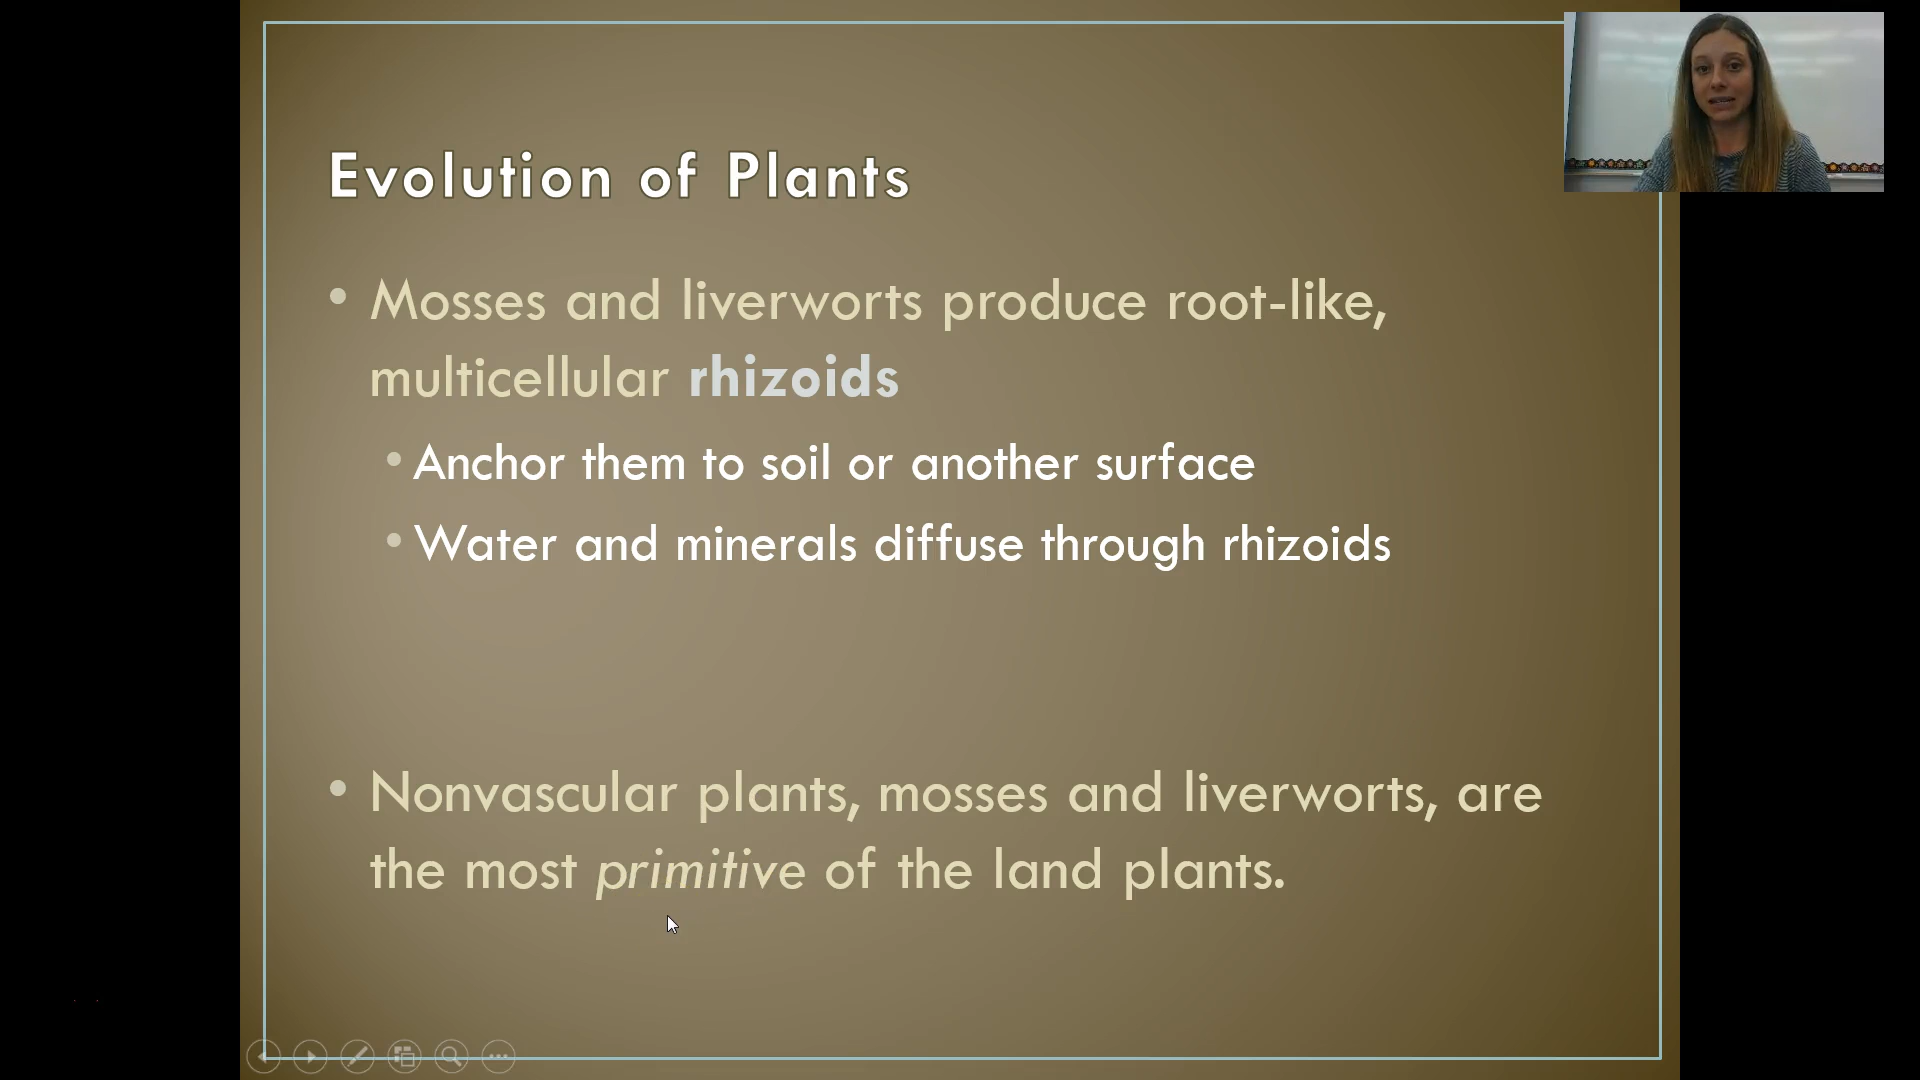 Evolution of Plants
• Mosses and liverworts produce root-like,
multicellular rhizoids
• Anchor them to soil or another surface
• Water and minerals diffuse through rhizoids
• Nonvascular plants, mosses and liverworts, are
the most primitive of the land plants.